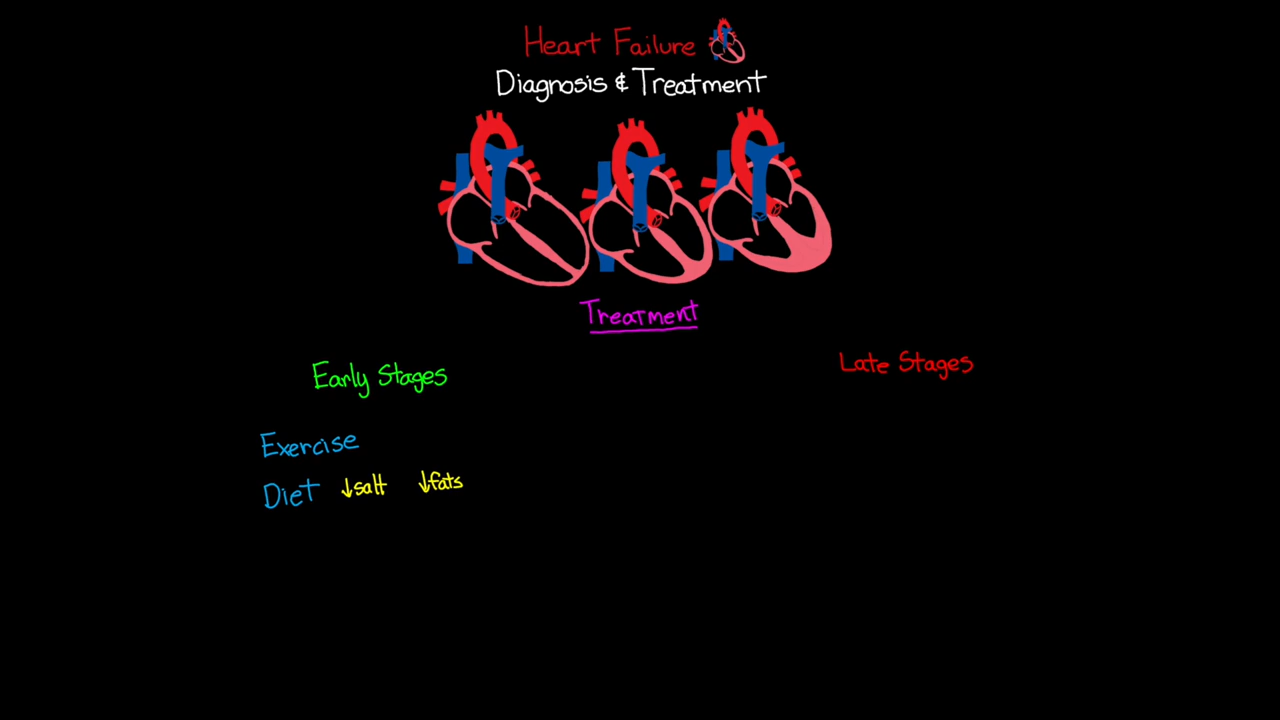 Heart Failure
Diagnosis & Treatment
Treatment
Early Stages
Late Stages
Exercise
Diet ↓salt ↓fats